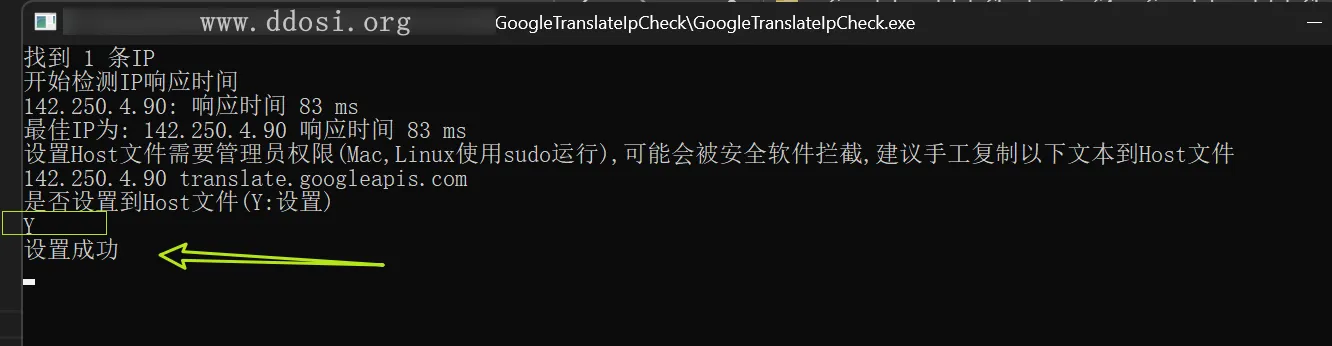 www.ddosi.org GoogleTranslateIpCheck\GoogleTranslateIpCheck.exe
找到 1 条IP
开始检测IP响应时间
142.250.4.90: 响应时间 83 ms
最佳IP为: 142.250.4.90 响应时间 83 ms
设置Host文件需要管理员权限(Mac,Linux使用sudo运行),可能会被安全软件拦截,建议手工复制以下文本到Host文件
142.250.4.90 translate.googleapis.com
是否设置到Host文件(Y:设置)
Y
设置成功